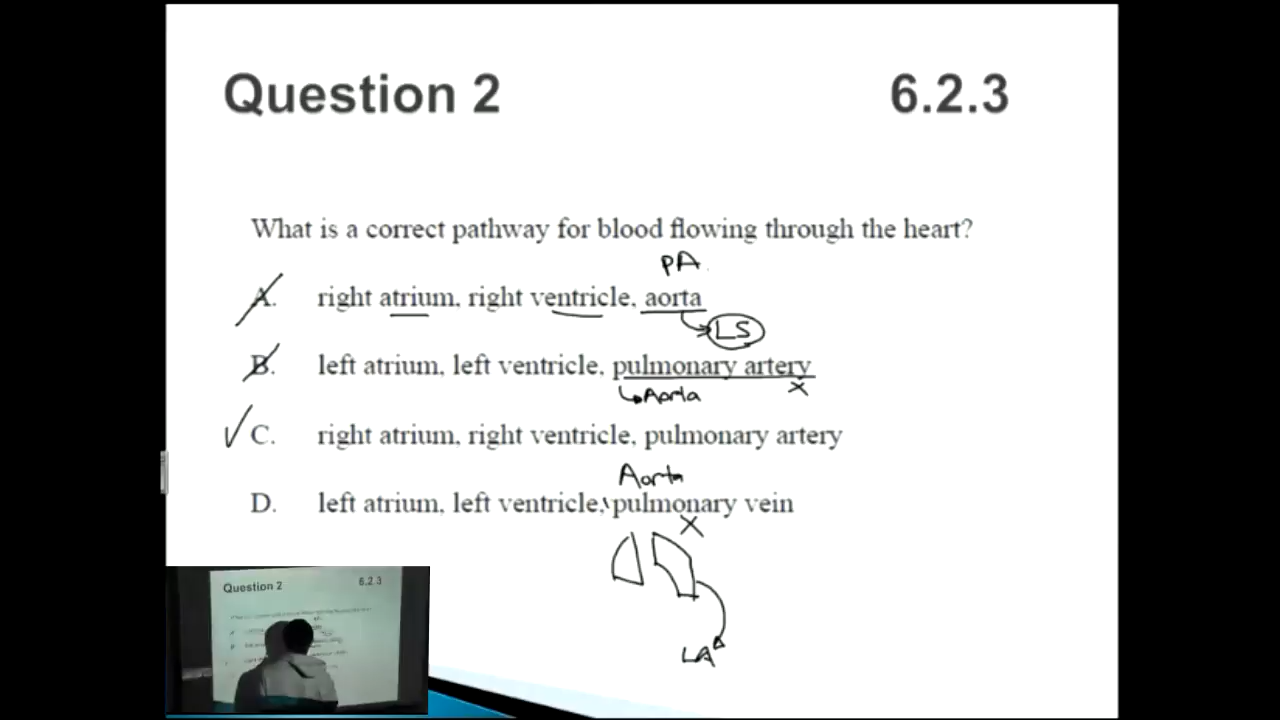 Question 2 6.2.3
What is a correct pathway for blood flowing through the heart?
PA
A. right atrium, right ventricle, aorta
LS
B. left atrium, left ventricle, pulmonary artery
Aorta x
C. right atrium, right ventricle, pulmonary artery
Aorta
D. left atrium, left ventricle, pulmonary vein
X
Question 2 6.2.3
LA